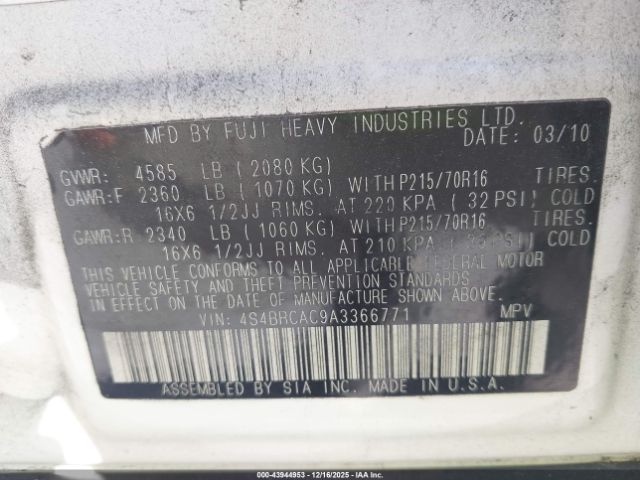 MFD BY FUJI HEAVY INDUSTRIES LTD.
DATE: 03/10
GVWR: 4585 LB (2080 KG)
GAWR:F 2360 LB (1070 KG) WITH P215/70R16 TIRES.
16X6 1/2JJ RIMS. AT 220 KPA (32 PSI) COLD
GAWR:R 2340 LB (1060 KG) WITH P215/70R16 TIRES.
16X6 1/2JJ RIMS. AT 210 KPA ( PSI) COLD
THIS VEHICLE CONFORMS TO ALL APPLICABLE FEDERAL MOTOR
VEHICLE SAFETY AND THEFT PREVENTION STANDARDS
IN EFFECT ON THE DATE OF MANUFACTURE SHOWN ABOVE.
VIN: 4S4BRCAC9A3366771 MPV
ASSEMBLED BY SIA INC. MADE IN U.S.A.
000-43944953 - 12/16/2025 - IAAI.COM